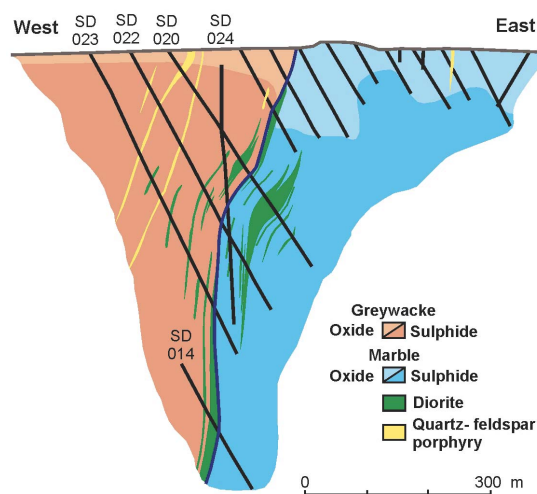 West
East
SD
023
SD
022
SD
020
SD
024
SD
014
Greywacke
Oxide Sulphide
Marble
Oxide Sulphide
Diorite
Quartz- feldspar
porphyry
0 300 m